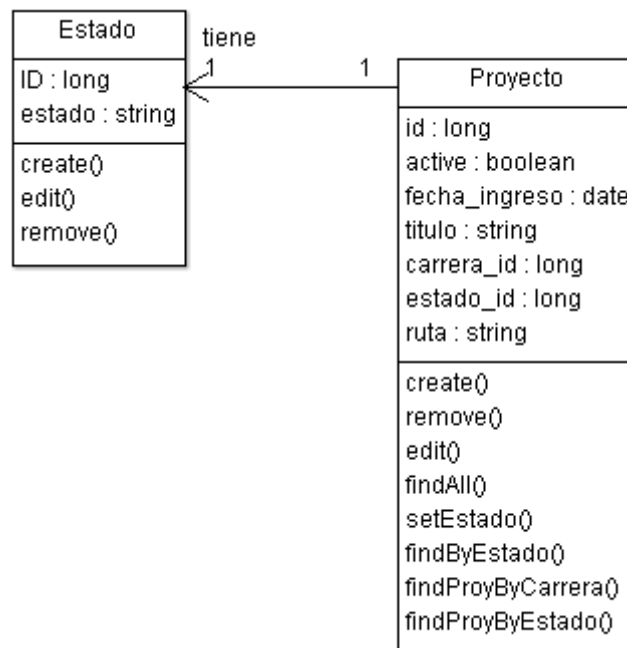 Estado
ID : long
estado : string
create()
edit()
remove()
tiene
1
1
Proyecto
id : long
active : boolean
fecha_ingreso : date
titulo : string
carrera_id : long
estado_id : long
ruta : string
create()
remove()
edit()
findAll()
setEstado()
findByEstado()
findProyByCarrera()
findProyByEstado()